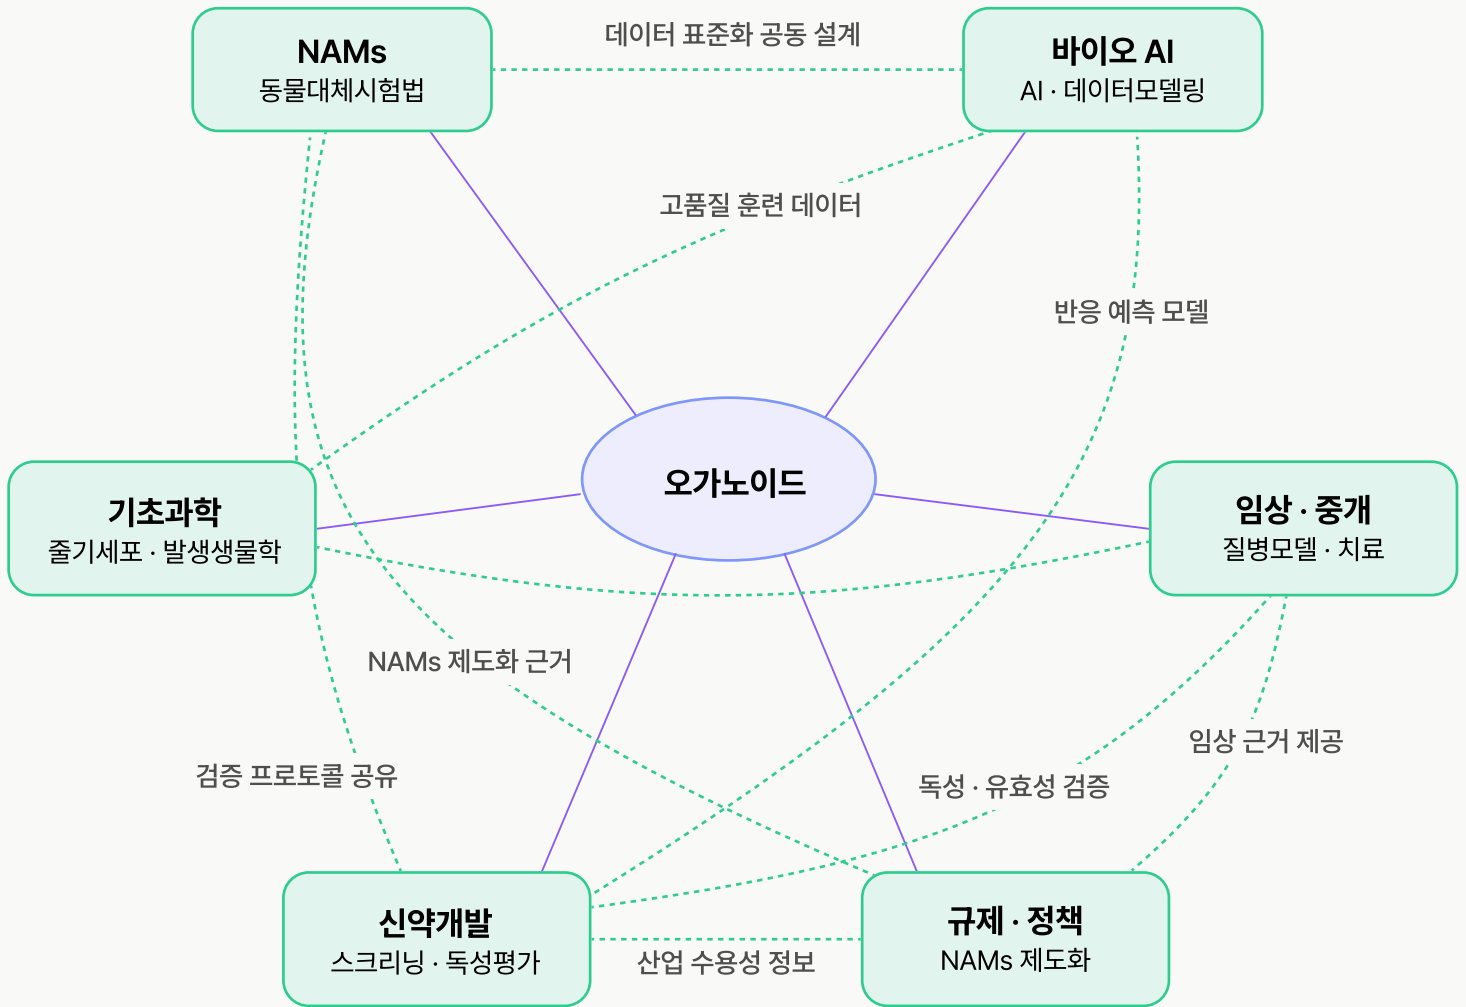 NAMs
동물대체시험법
데이터 표준화 공동 설계
바이오 AI
AI · 데이터모델링
고품질 훈련 데이터
반응 예측 모델
오가노이드
기초과학
줄기세포 · 발생생물학
임상 · 중개
질병모델 · 치료
NAMs 제도화 근거
임상 근거 제공
검증 프로토콜 공유
독성 · 유효성 검증
신약개발
스크리닝 · 독성평가
산업 수용성 정보
규제 · 정책
NAMs 제도화